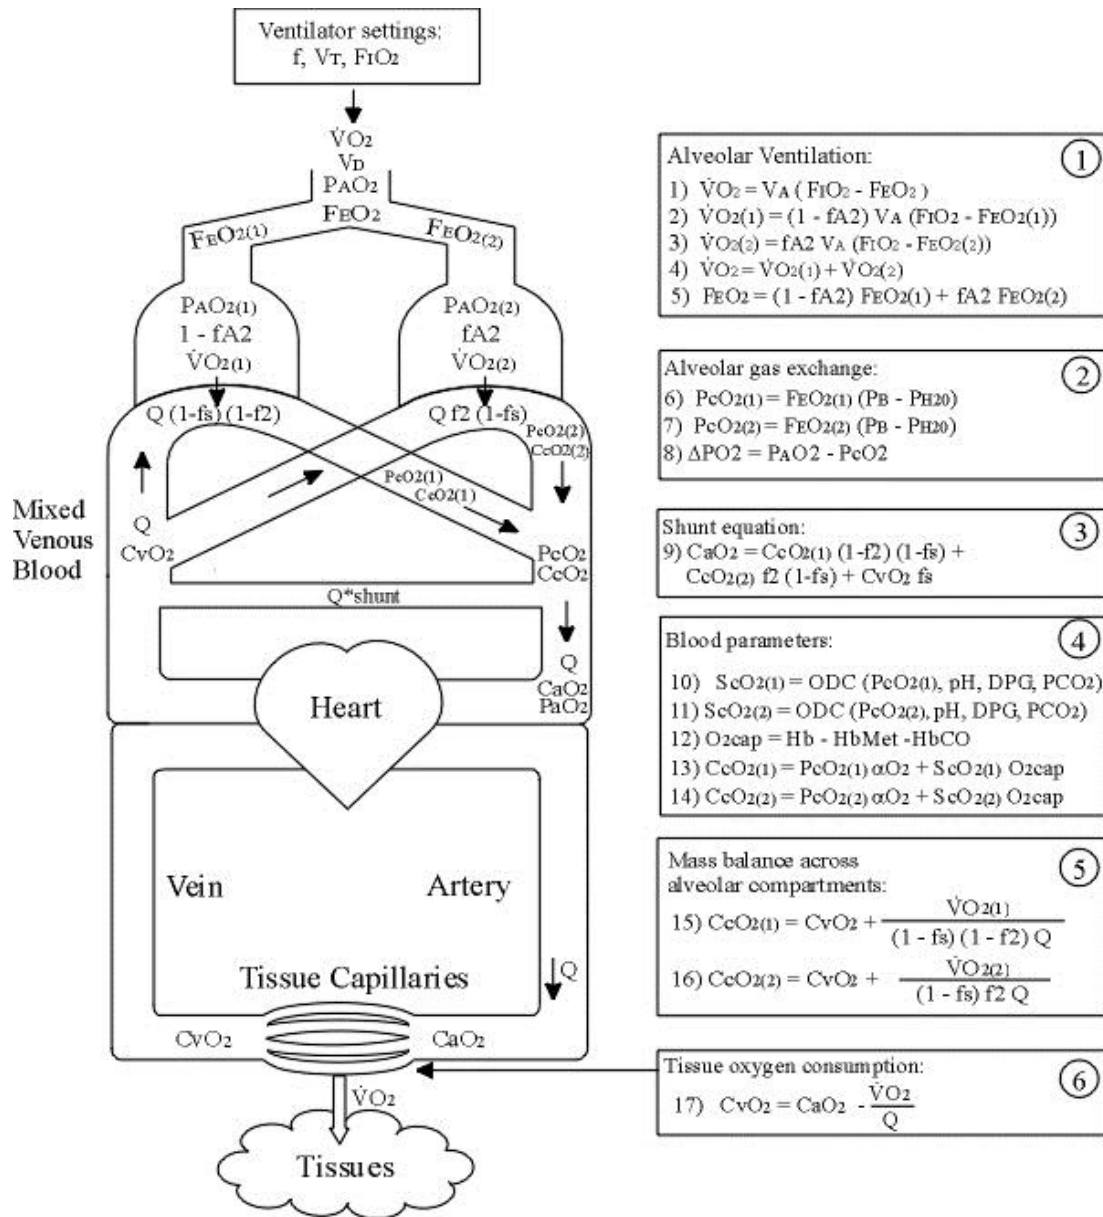 Ventilator settings:
f, VT, FIO2
V̇O2
VD
PAO2
FEO2
FEO2(1)
FEO2(2)
PAO2(1)
1 - fA2
V̇O2(1)
PAO2(2)
fA2
V̇O2(2)
Q (1-fs) (1-f2)
Q f2 (1-fs)
PcO2(2)
CcO2(2)
PcO2(1)
CcO2(1)
Mixed
Venous
Blood
Q
CvO2
PcO2
CcO2
Q*shunt
Q
CaO2
PaO2
Heart
Vein
Artery
Tissue Capillaries
Q
CvO2
CaO2
V̇O2
Tissues
1
Alveolar Ventilation:
1) V̇O2 = VA ( FIO2 - FEO2 )
2) V̇O2(1) = (1 - fA2) VA (FIO2 - FEO2(1))
3) V̇O2(2) = fA2 VA (FIO2 - FEO2(2))
4) V̇O2 = V̇O2(1) + V̇O2(2)
5) FEO2 = (1 - fA2) FEO2(1) + fA2 FEO2(2)
2
Alveolar gas exchange:
6) PcO2(1) = FEO2(1) (PB - PH20)
7) PcO2(2) = FEO2(2) (PB - PH20)
8) ΔPO2 = PAO2 - PcO2
3
Shunt equation:
9) CaO2 = CcO2(1) (1-f2) (1-fs) +
CcO2(2) f2 (1-fs) + CvO2 fs
4
Blood parameters:
10) ScO2(1) = ODC (PcO2(1), pH, DPG, PCO2)
11) ScO2(2) = ODC (PcO2(2), pH, DPG, PCO2)
12) O2cap = Hb - HbMet -HbCO
13) CcO2(1) = PcO2(1) αO2 + ScO2(1) O2cap
14) CcO2(2) = PcO2(2) αO2 + ScO2(2) O2cap
5
Mass balance across
alveolar compartments:
15) CcO2(1) = CvO2 + V̇O2(1) / (1 - fs) (1 - f2) Q
16) CcO2(2) = CvO2 + V̇O2(2) / (1 - fs) f2 Q
6
Tissue oxygen consumption:
17) CvO2 = CaO2 - V̇O2 / Q